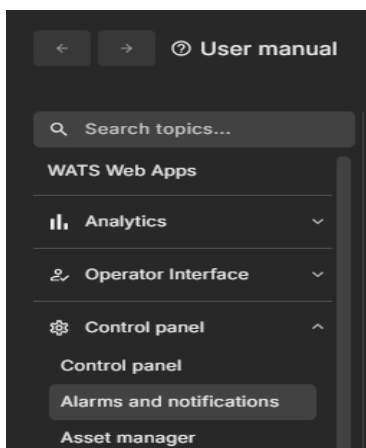 User manual
Search topics...
WATS Web Apps
Analytics
Operator Interface
Control panel
Control panel
Alarms and notifications
Asset manager